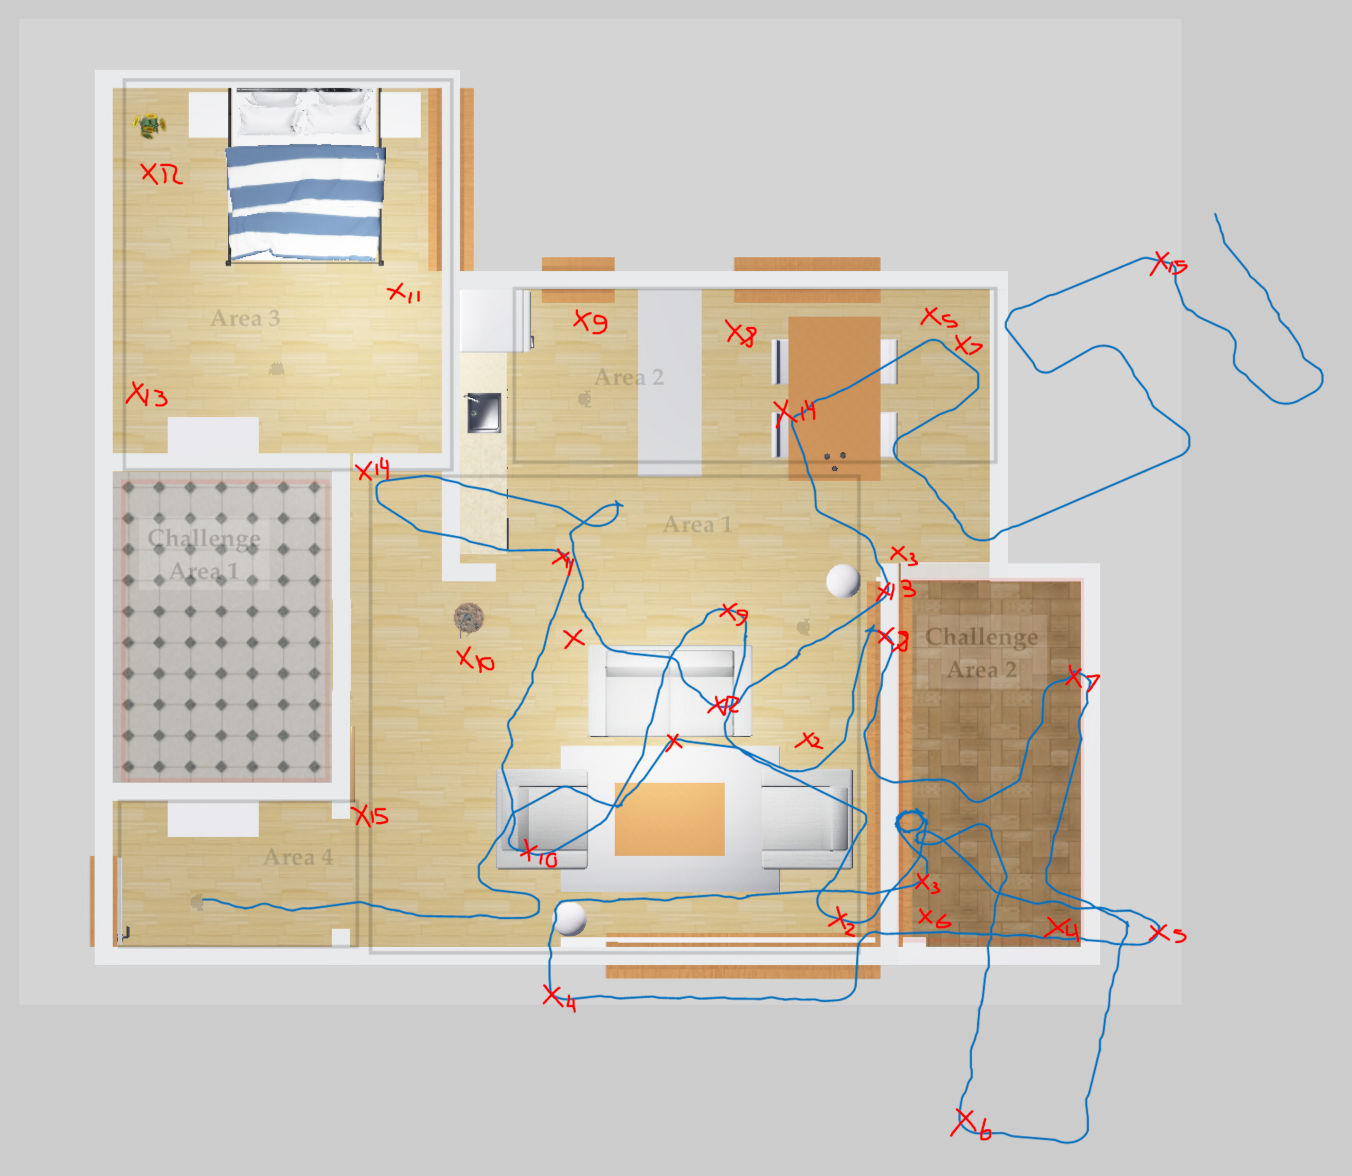 X12
X15
X11
X5
Area 3
X9
X8
X7
Area 2
X13
X14
X14
Area 1
Challenge
Area 1
X3
X1
X13
X9
X
X8
Challenge
Area 2
X10
X7
X12
X2
X
X15
Area 4
X10
X3
X2
X6
X4
X5
X4
X6